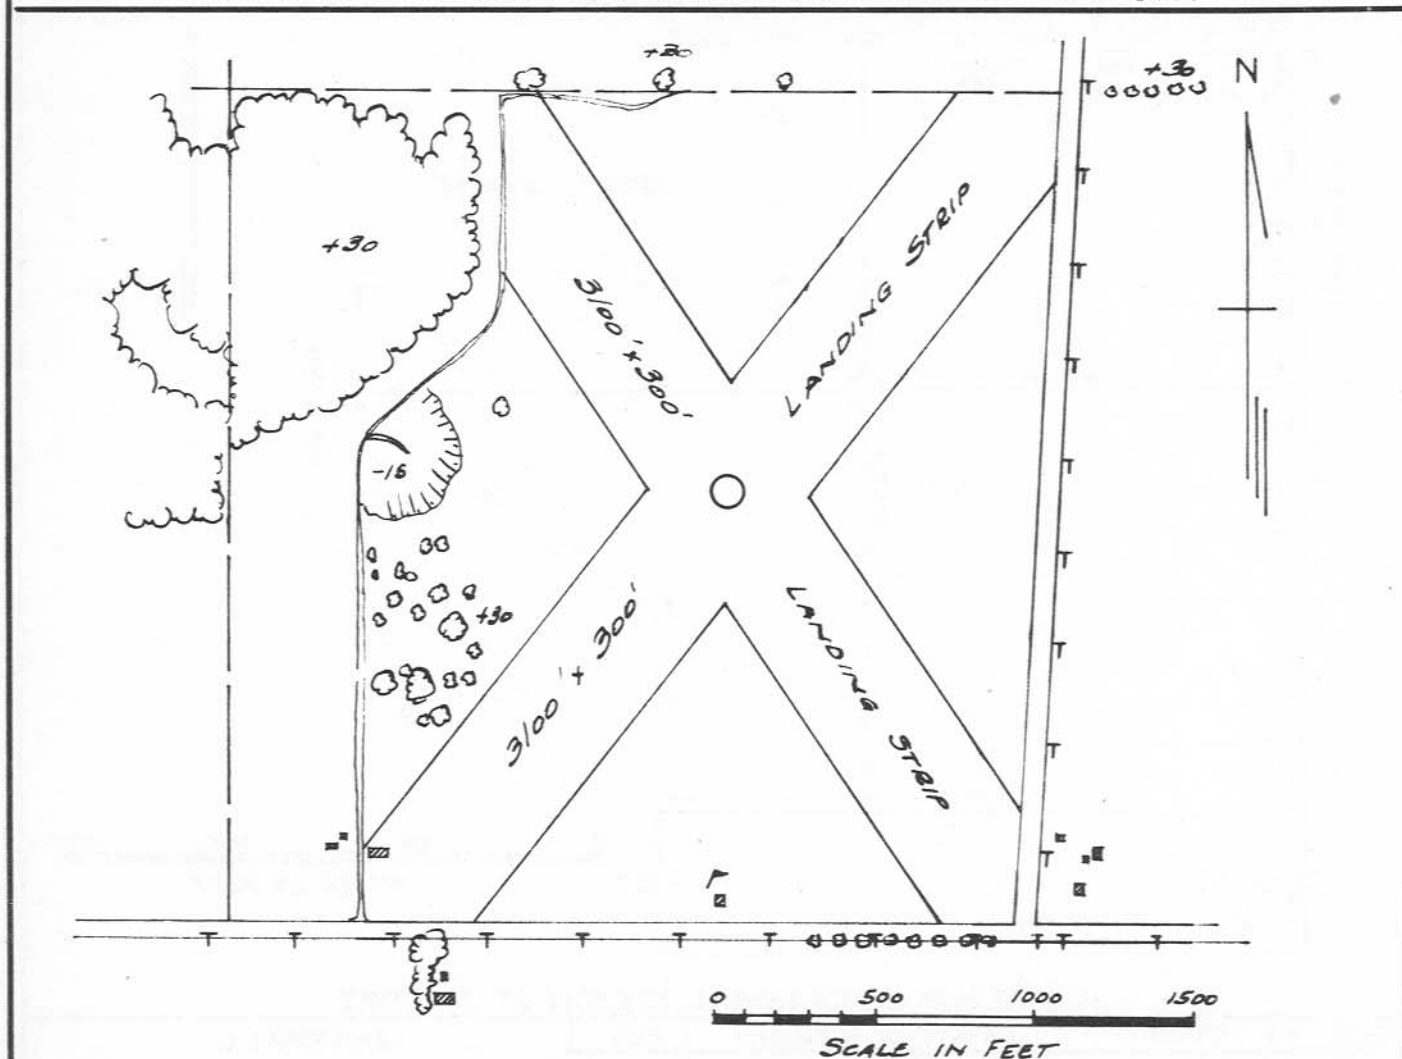 +30
+30
N
+30
3100' x 300'
LANDING STRIP
-15
+30
3100' + 300'
LANDING STRIP
0 500 1000 1500
SCALE IN FEET